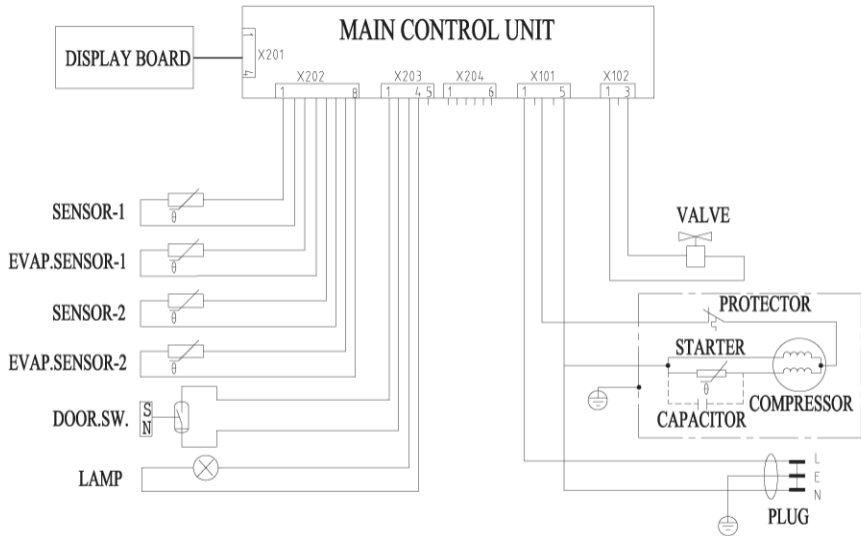 MAIN CONTROL UNIT
DISPLAY BOARD
X201
X202
X203
X204
X101
X102
1 8
1 4 5
1 6
1 5
1 3
SENSOR-1
θ
EVAP.SENSOR-1
θ
SENSOR-2
θ
EVAP.SENSOR-2
θ
DOOR.SW.
S
N
LAMP
VALVE
PROTECTOR
STARTER
θ
CAPACITOR
COMPRESSOR
L
E
N
PLUG